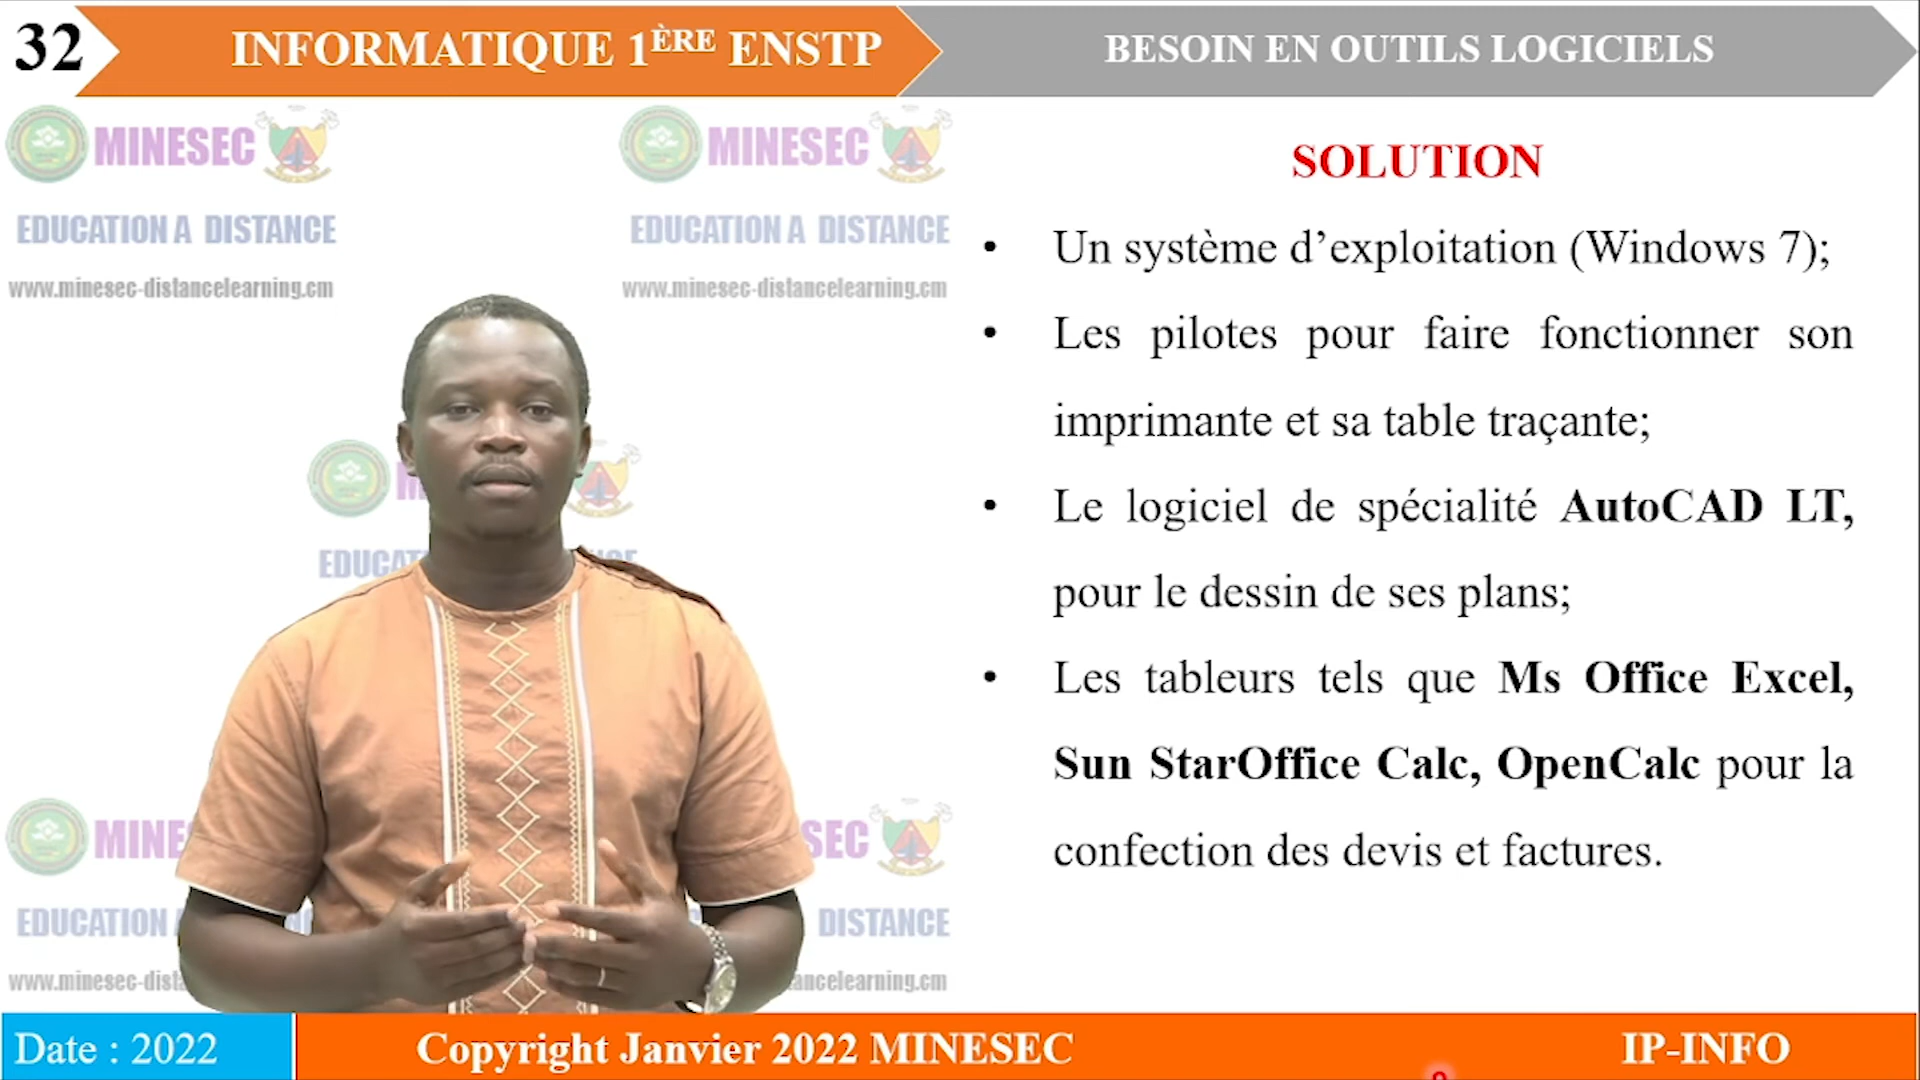 32
INFORMATIQUE 1ÈRE ENSTP
BESOIN EN OUTILS LOGICIELS
MINESEC
MINESEC
EDUCATION A DISTANCE
EDUCATION A DISTANCE
www.minesec-distancelearning.cm
www.minesec-distancelearning.cm
SOLUTION
• Un système d’exploitation (Windows 7);
• Les pilotes pour faire fonctionner son
imprimante et sa table traçante;
• Le logiciel de spécialité AutoCAD LT,
pour le dessin de ses plans;
• Les tableurs tels que Ms Office Excel,
Sun StarOffice Calc, OpenCalc pour la
confection des devis et factures.
Date : 2022
Copyright Janvier 2022 MINESEC
IP-INFO